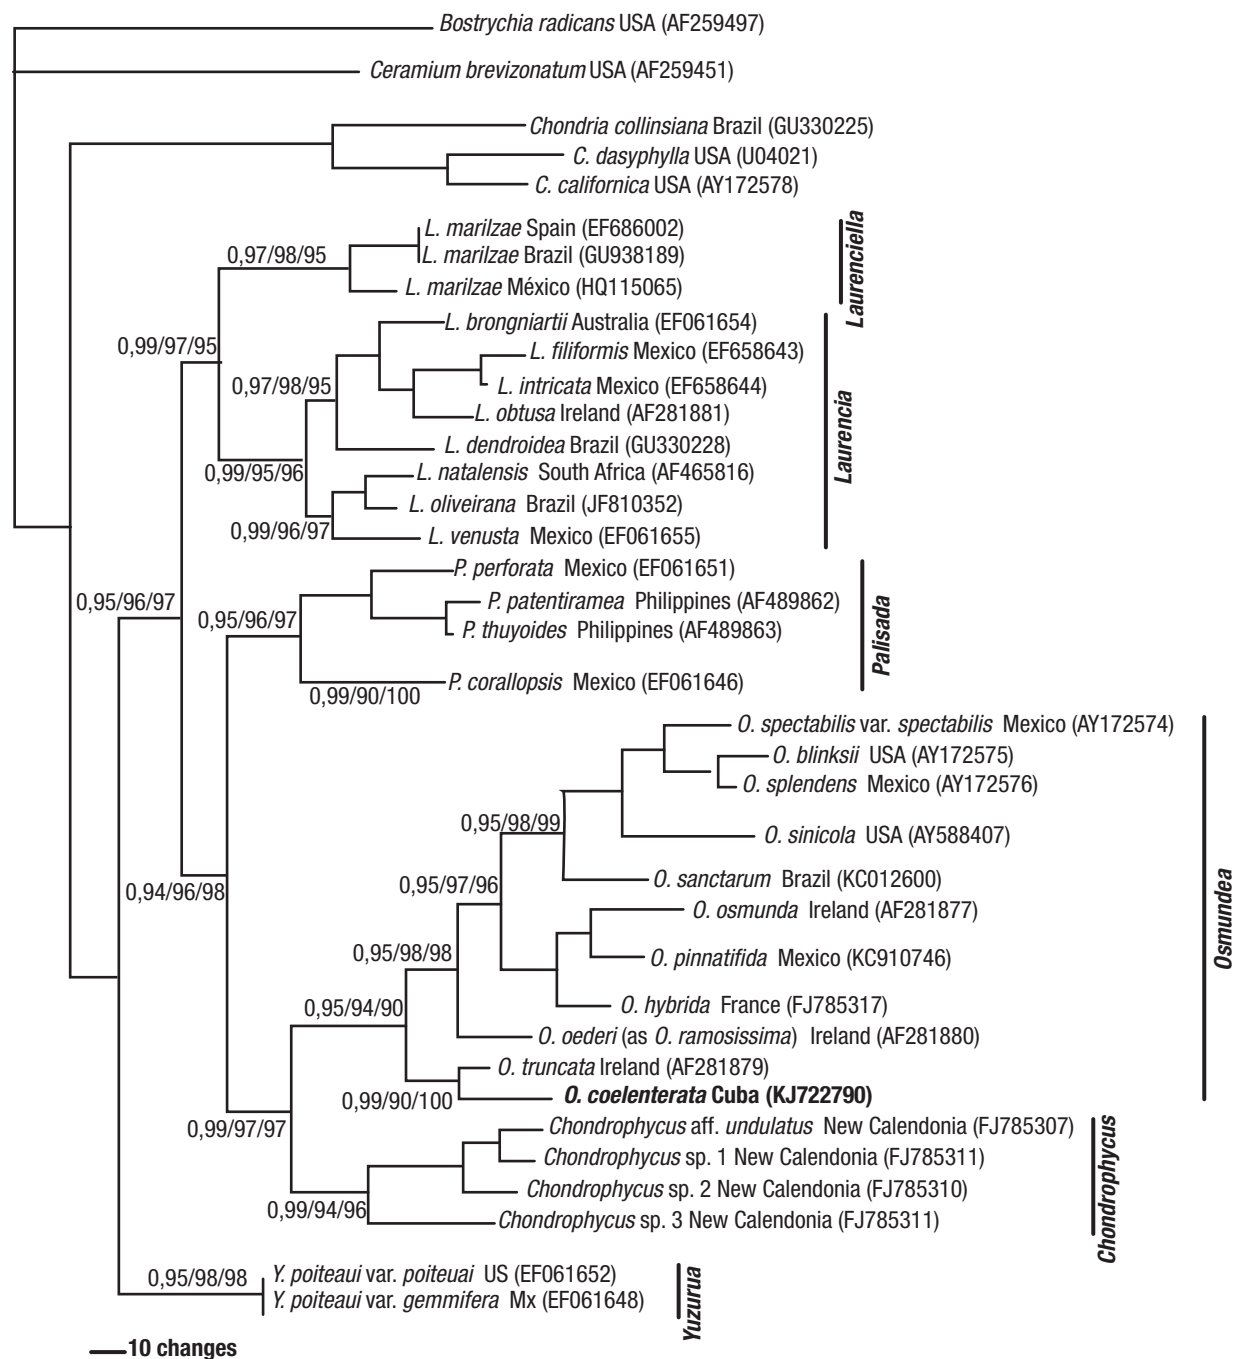 Bostrychia radicans USA (AF259497)
Ceramium brevizonatum USA (AF259451)
Chondria collinsiana Brazil (GU330225)
C. dasyphylla USA (U04021)
C. californica USA (AY172578)
L. marilzae Spain (EF686002)
0,97/98/95
L. marilzae Brazil (GU938189)
L. marilzae México (HQ115065)
Laurenciella
L. brongniartii Australia (EF061654)
0,99/97/95
L. filiformis Mexico (EF658643)
0,97/98/95
L. intricata Mexico (EF658644)
L. obtusa Ireland (AF281881)
L. dendroidea Brazil (GU330228)
Laurencia
0,99/95/96
L. natalensis South Africa (AF465816)
L. oliveirana Brazil (JF810352)
0,99/96/97
L. venusta Mexico (EF061655)
P. perforata Mexico (EF061651)
0,95/96/97
P. patentiramea Philippines (AF489862)
0,95/96/97
P. thuyoides Philippines (AF489863)
Palisada
P. corallopsis Mexico (EF061646)
0,99/90/100
O. spectabilis var. spectabilis Mexico (AY172574)
O. blinksii USA (AY172575)
O. splendens Mexico (AY172576)
0,95/98/99
O. sinicola USA (AY588407)
0,95/97/96
O. sanctarum Brazil (KC012600)
0,94/96/98
O. osmunda Ireland (AF281877)
Osmundea
0,95/98/98
O. pinnatifida Mexico (KC910746)
0,95/94/90
O. hybrida France (FJ785317)
O. oederi (as O. ramosissima) Ireland (AF281880)
O. truncata Ireland (AF281879)
0,99/90/100
O. coelenterata Cuba (KJ722790)
0,99/97/97
Chondrophycus aff. undulatus New Calendonia (FJ785307)
Chondrophycus sp. 1 New Calendonia (FJ785311)
Chondrophycus sp. 2 New Calendonia (FJ785310)
0,99/94/96
Chondrophycus sp. 3 New Calendonia (FJ785311)
Chondrophycus
0,95/98/98
Y. poiteaui var. poiteuai US (EF061652)
Y. poiteaui var. gemmifera Mx (EF061648)
Yuzurua
10 changes